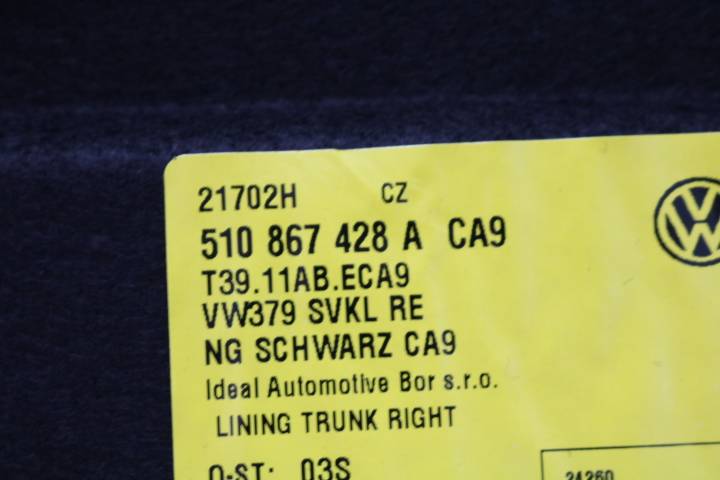 21702H CZ
510 867 428 A CA9
T39.11AB.ECA9
VW379 SVKL RE
NG SCHWARZ CA9
Ideal Automotive Bor s.r.o.
LINING TRUNK RIGHT
Q-ST: 03S
24260